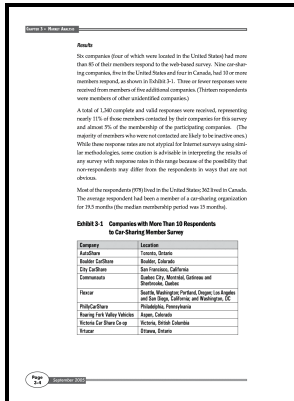 CHAPTER 3 • MARKET ANALYSIS
Results
Six companies (four of which were located in the United States) had more
than 85 of their members respond to the web-based survey. Nine car-shar-
ing companies, five in the United States and four in Canada, had 10 or more
members respond, as shown in Exhibit 3-1. Three or fewer responses were
received from members of five additional companies. (Thirteen respondents
were members of other unidentified companies.)
A total of 1,340 complete and valid responses were received, representing
nearly 11% of those members contacted by their companies for this survey
and almost 5% of the membership of the participating companies. (The
majority of members who were not contacted are likely to be inactive ones.)
While these response rates are not atypical for Internet surveys using simi-
lar methodologies, some caution is advisable in interpreting the results of
any survey with response rates in this range because of the possibility that
non-respondents may differ from the respondents in ways that are not
obvious.
Most of the respondents (978) lived in the United States; 362 lived in Canada.
The average respondent had been a member of a car-sharing organization
for 19.5 months (the median membership period was 15 months).
Exhibit 3-1 Companies with More Than 10 Respondents
to Car-Sharing Member Survey
Company Location
AutoShare Toronto, Ontario
Boulder CarShare Boulder, Colorado
City CarShare San Francisco, California
Communauto Quebec City, Montréal, Gatineau and
Sherbrooke, Quebec
Flexcar Seattle, Washington; Portland, Oregon; Los Angeles
and San Diego, California; and Washington, DC
PhillyCarShare Philadelphia, Pennsylvania
Roaring Fork Valley Vehicles Aspen, Colorado
Victoria Car Share Co-op Victoria, British Columbia
Virtucar Ottawa, Ontario
Page
3-4
September 2005